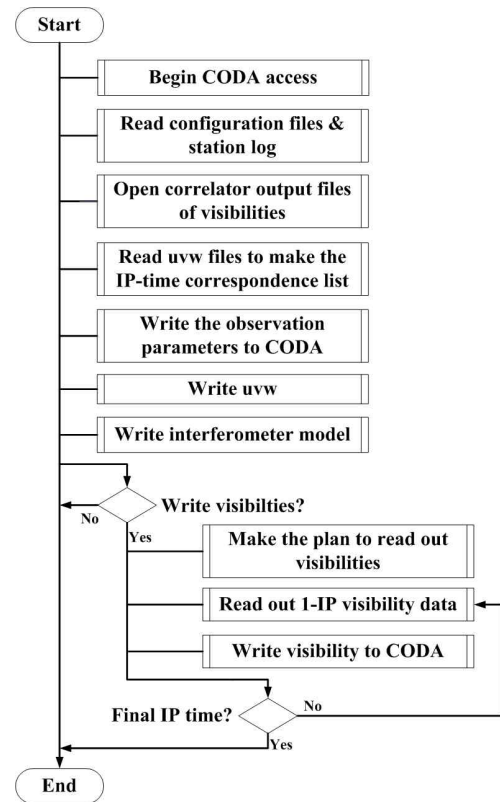 Start
Begin CODA access
Read configuration files &
station log
Open correlator output files
of visibilities
Read uvw files to make the
IP-time correspondence list
Write the observation
parameters to CODA
Write uvw
Write interferometer model
Write visibilties?
No
Yes
Make the plan to read out
visibilities
Read out 1-IP visibility data
Write visibility to CODA
Final IP time?
No
Yes
End